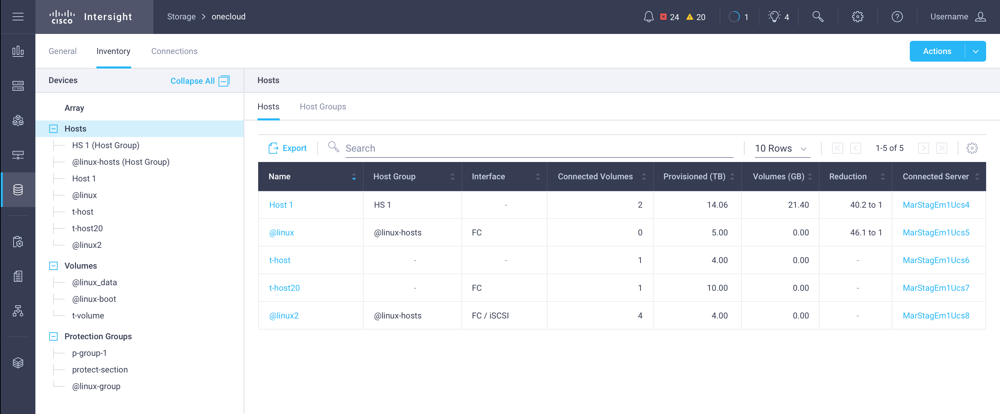 CISCO Intersight Storage > onecloud 24 20 1 4 ? Username
General Inventory Connections Actions
Devices Collapse All Hosts
Array
Hosts
HS 1 (Host Group)
@linux-hosts (Host Group)
Host 1
@linux
t-host
t-host20
@linux2
Volumes
@linux_data
@linux-boot
t-volume
Protection Groups
p-group-1
protect-section
@linux-group
Hosts Host Groups
Export Search 10 Rows 1-5 of 5
Name Host Group Interface Connected Volumes Provisioned (TB) Volumes (GB) Reduction Connected Server
Host 1 HS 1 - 2 14.06 21.40 40.2 to 1 MarStagEm1Ucs4
@linux @linux-hosts FC 0 5.00 0.00 46.1 to 1 MarStagEm1Ucs5
t-host - - 1 4.00 0.00 - MarStagEm1Ucs6
t-host20 - FC 1 10.00 0.00 - MarStagEm1Ucs7
@linux2 @linux-hosts FC / iSCSI 4 4.00 0.00 - MarStagEm1Ucs8